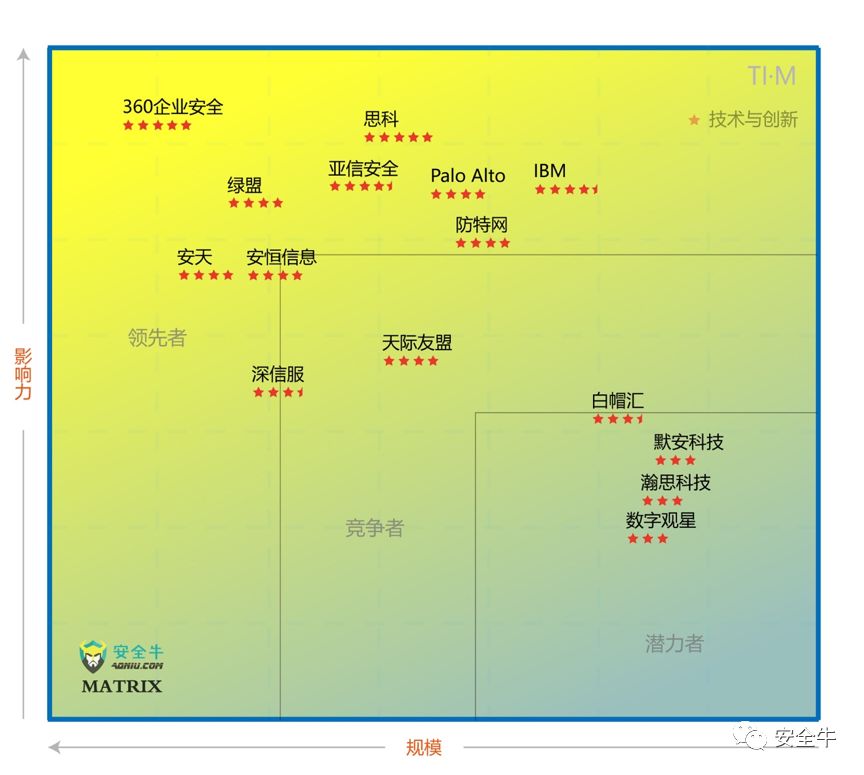 TI·M
360企业安全
思科
技术与创新
亚信安全
Palo Alto
IBM
绿盟
防特网
安天
安恒信息
领先者
天际友盟
影响力
深信服
白帽汇
默安科技
瀚思科技
数字观星
竞争者
潜力者
安全牛
AQNIU.COM
MATRIX
规模
安全牛